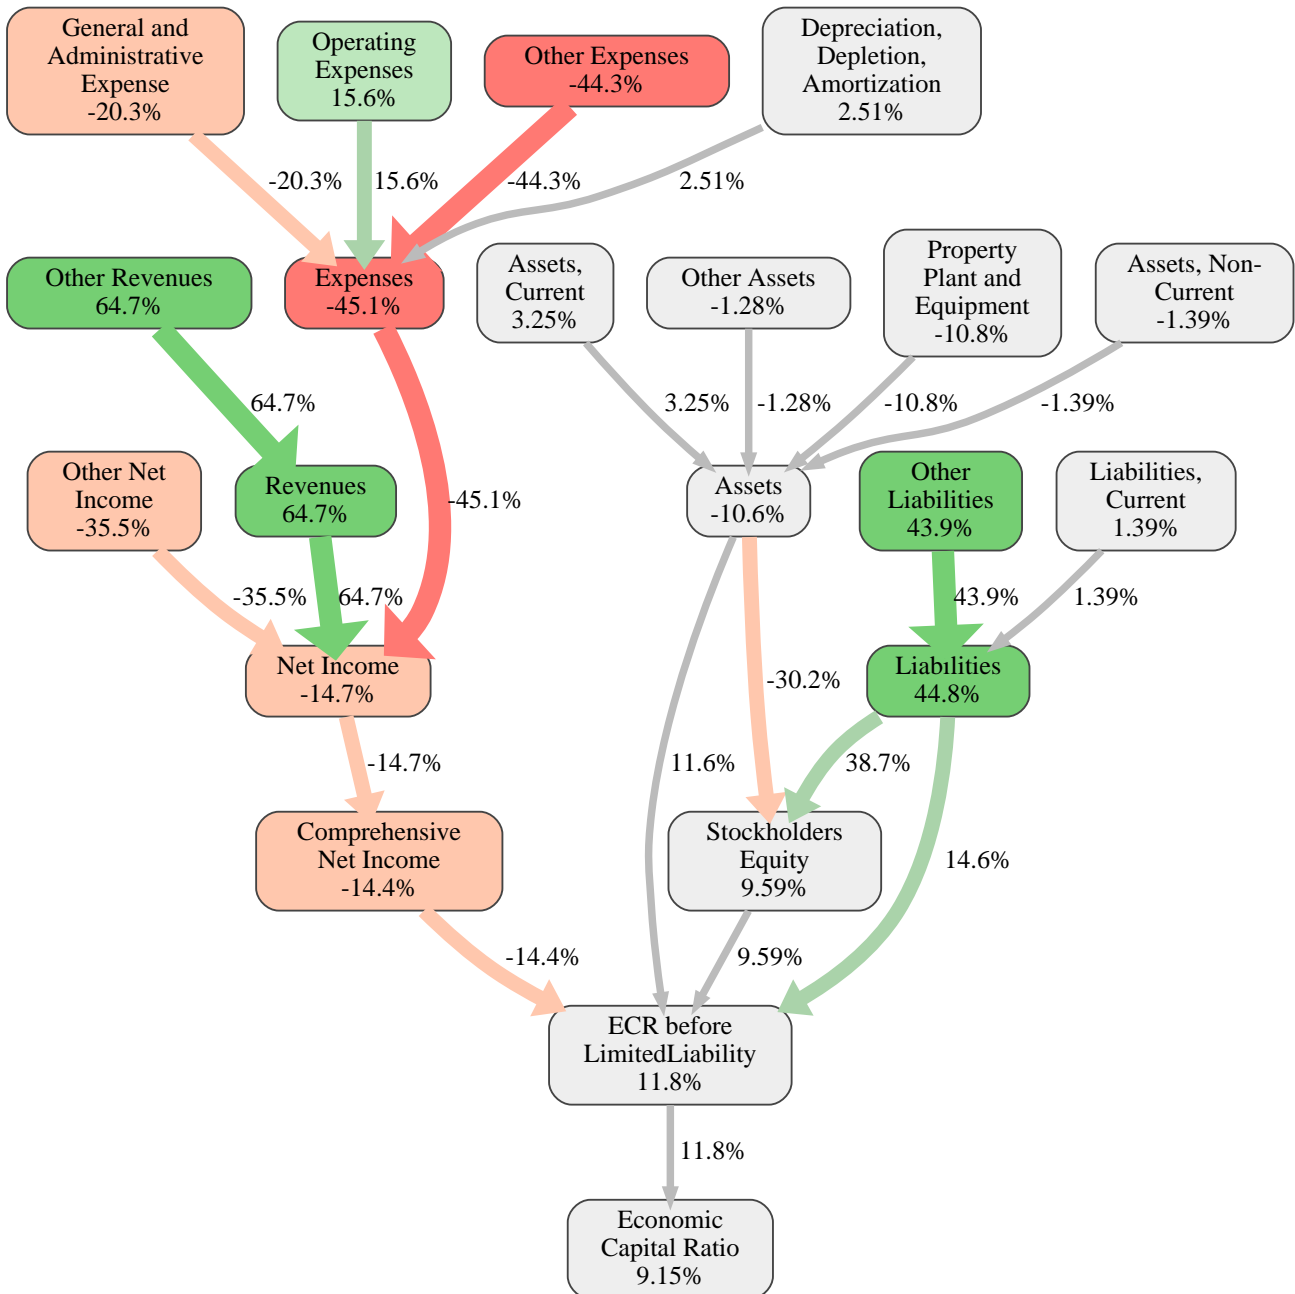 General and
Administrative
Expense
-20.3%
Operating
Expenses
15.6%
Other Expenses
-44.3%
Depreciation,
Depletion,
Amortization
2.51%
-20.3%
15.6%
-44.3%
2.51%
Other Revenues
64.7%
Expenses
-45.1%
Assets,
Current
3.25%
Other Assets
-1.28%
Property
Plant and
Equipment
-10.8%
Assets, Non-
Current
-1.39%
64.7%
3.25%
-1.28%
-10.8%
-1.39%
Other Net
Income
-35.5%
Revenues
64.7%
-45.1%
Assets
-10.6%
Other
Liabilities
43.9%
Liabilities,
Current
1.39%
-35.5%
64.7%
43.9%
1.39%
Net Income
-14.7%
-30.2%
Liabilities
44.8%
-14.7%
11.6%
38.7%
Comprehensive
Net Income
-14.4%
Stockholders
Equity
9.59%
14.6%
-14.4%
9.59%
ECR before
LimitedLiability
11.8%
11.8%
Economic
Capital Ratio
9.15%